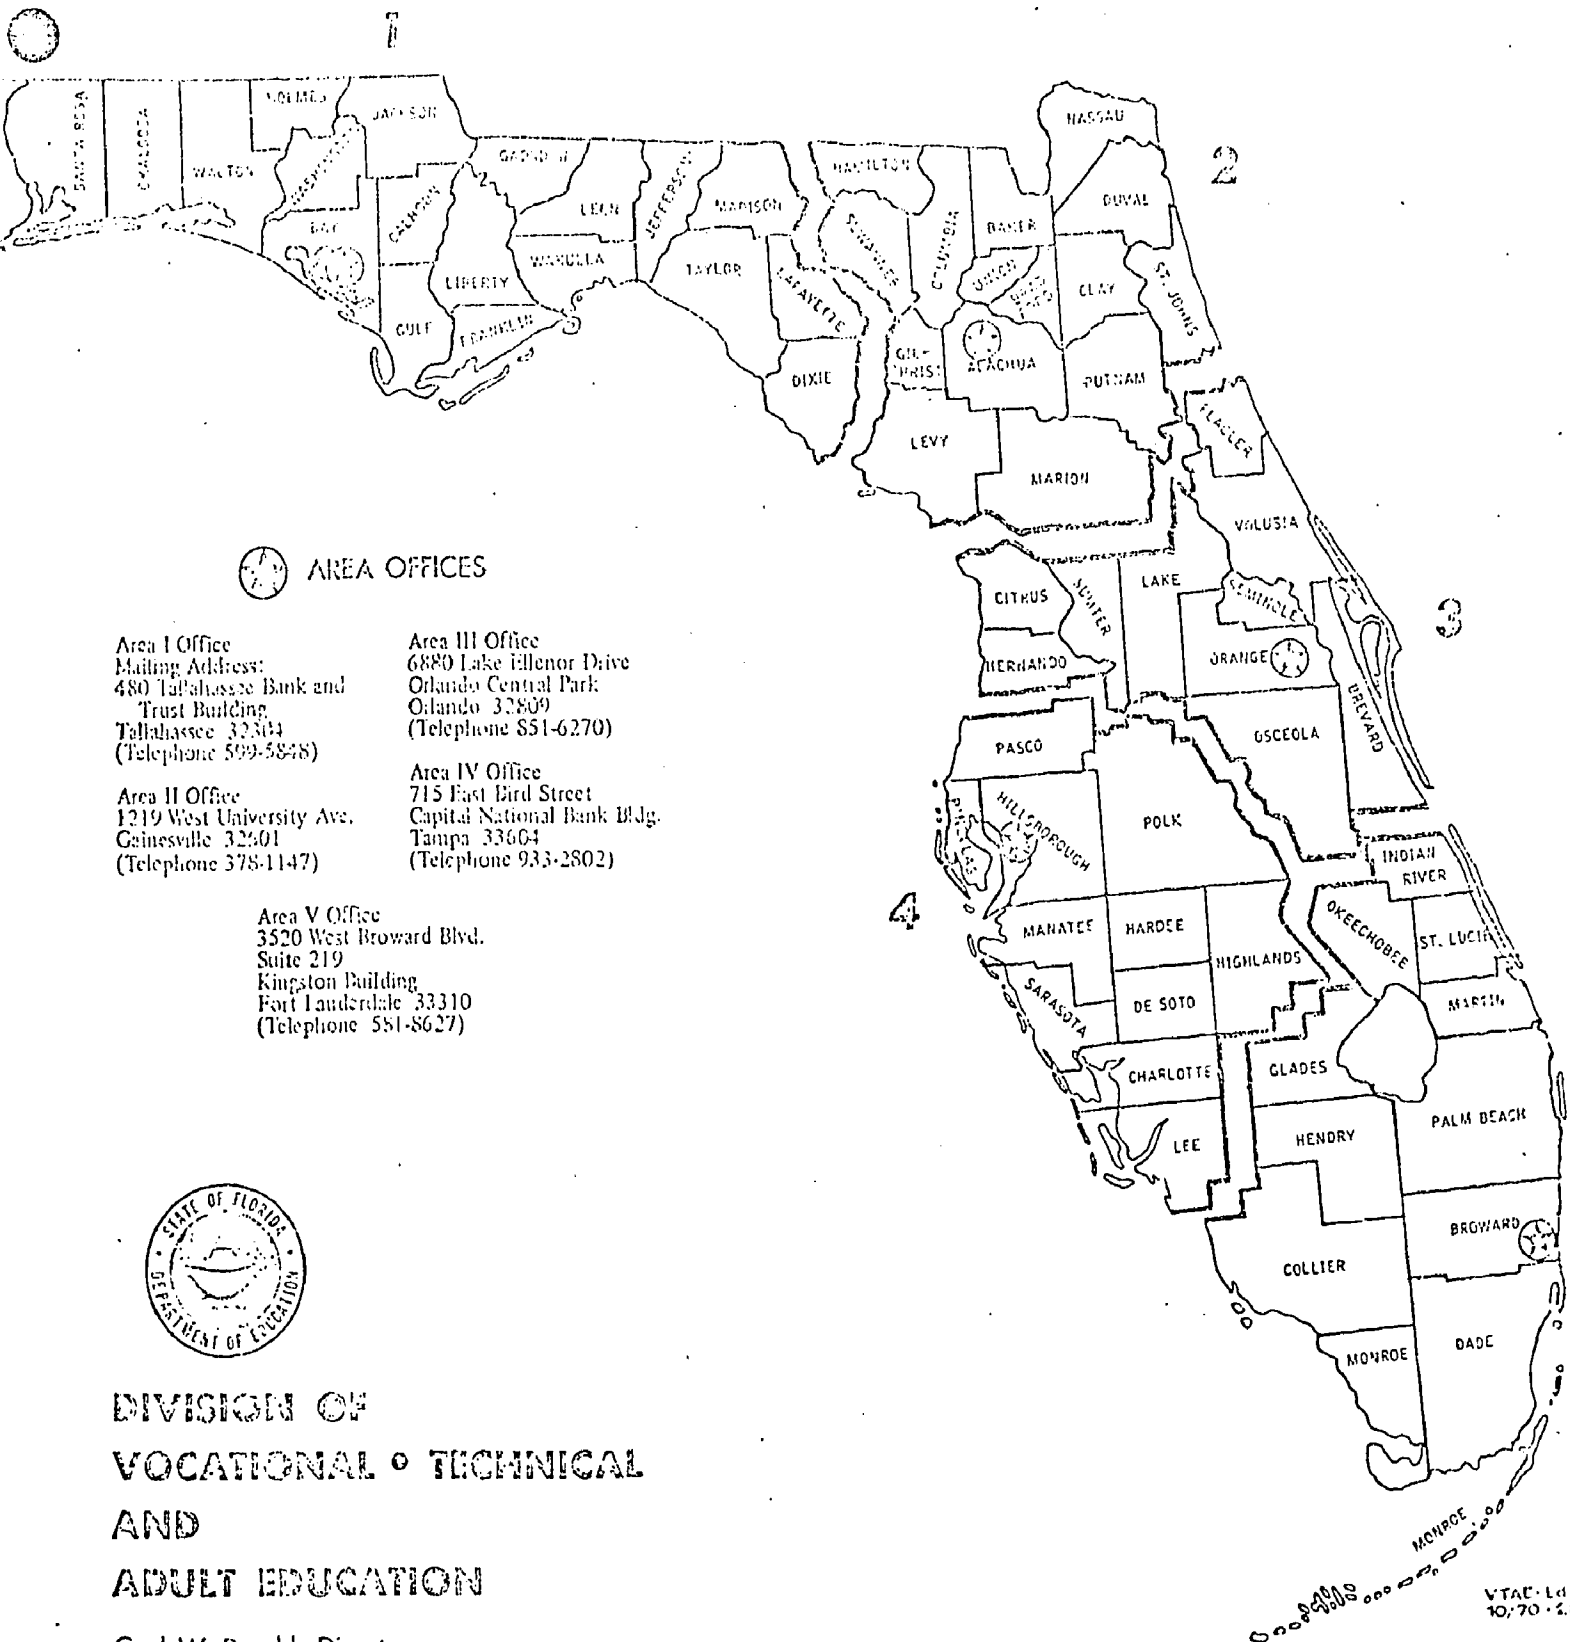 1
SANTA ROSA
OKALOOSA
WALTON
HOLMES
JACKSON
WASHINGTON
BAY
CALHOUN
GULF
LIBERTY
FRANKLIN
GADSDEN
LEON
WAKULLA
JEFFERSON
MADISON
TAYLOR
LAFAYETTE
DIXIE
2
HAMILTON
SUWANNEE
COLUMBIA
BAKER
NASSAU
DUVAL
UNION
CLAY
ST. JOHNS
GIL-
CHRIST
ALACHUA
PUTNAM
LEVY
MARION
FLAGLER
VOLUSIA
3
CITRUS
SUMTER
LAKE
SEMINOLE
HERNANDO
ORANGE
BREVARD
OSCEOLA
PASCO
PINELLAS
HILLSBOROUGH
POLK
4
MANATEE
HARDEE
HIGHLANDS
SARASOTA
DE SOTO
CHARLOTTE
LEE
INDIAN
RIVER
OKEECHOBEE
ST. LUCIE
MARTIN
GLADES
HENDRY
PALM BEACH
BROWARD
COLLIER
DADE
MONROE
MONROE
AREA OFFICES
Area I Office
Mailing Address:
480 Tallahassee Bank and
Trust Building
Tallahassee 32304
(Telephone 599-5848)
Area II Office
1219 West University Ave.
Gainesville 32601
(Telephone 378-1147)
Area III Office
6880 Lake Ellenor Drive
Orlando Central Park
Orlando 32809
(Telephone 851-6270)
Area IV Office
715 East Bird Street
Capital National Bank Bldg.
Tampa 33604
(Telephone 933-2802)
Area V Office
3520 West Broward Blvd.
Suite 219
Kingston Building
Fort Lauderdale 33310
(Telephone 581-8627)
STATE OF FLORIDA
DEPARTMENT OF EDUCATION
DIVISION OF
VOCATIONAL • TECHNICAL
AND
ADULT EDUCATION
VTAE-Ld
10/70